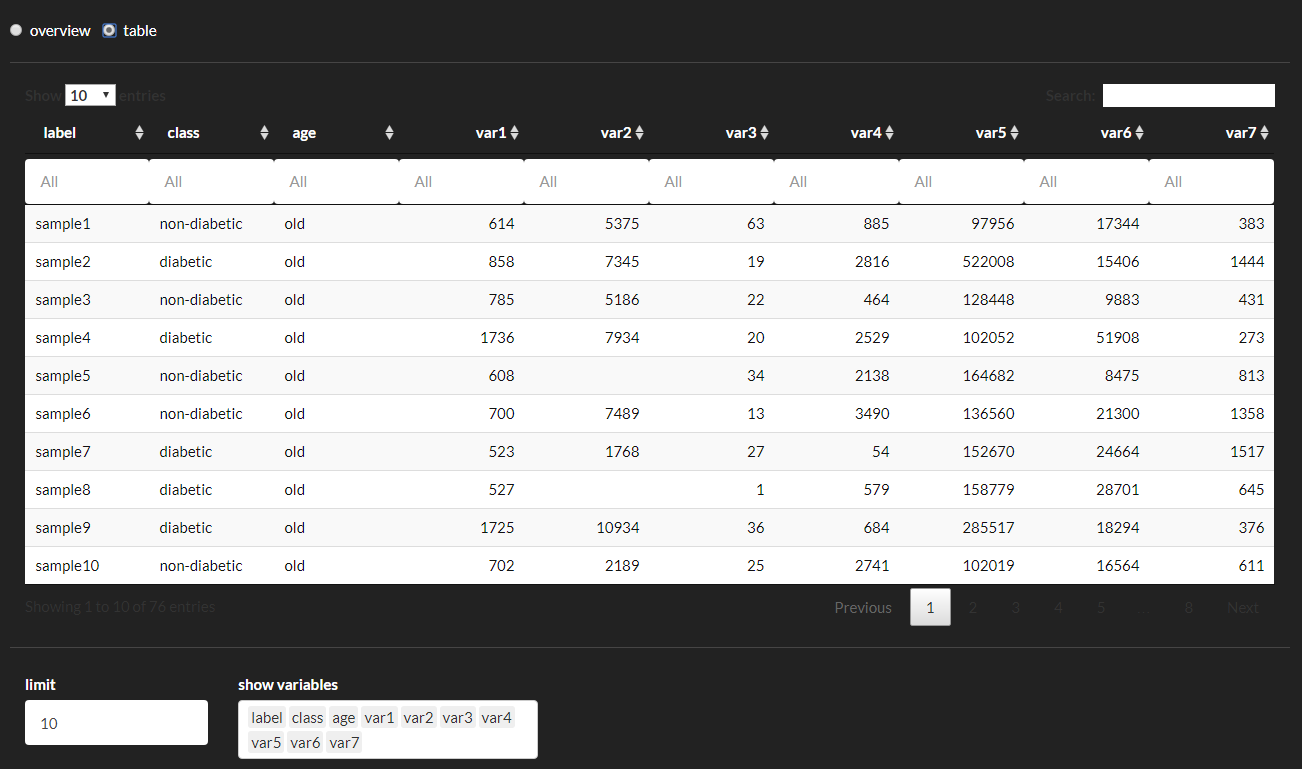 overview table
Show 10 entries Search:
label class age var1 var2 var3 var4 var5 var6 var7
All All All All All All All All All All
sample1 non-diabetic old 614 5375 63 885 97956 17344 383
sample2 diabetic old 858 7345 19 2816 522008 15406 1444
sample3 non-diabetic old 785 5186 22 464 128448 9883 431
sample4 diabetic old 1736 7934 20 2529 102052 51908 273
sample5 non-diabetic old 608 34 2138 164682 8475 813
sample6 non-diabetic old 700 7489 13 3490 136560 21300 1358
sample7 diabetic old 523 1768 27 54 152670 24664 1517
sample8 diabetic old 527 1 579 158779 28701 645
sample9 diabetic old 1725 10934 36 684 285517 18294 376
sample10 non-diabetic old 702 2189 25 2741 102019 16564 611
Showing 1 to 10 of 76 entries Previous 1 2 3 4 5 … 8 Next
limit show variables
10 label class age var1 var2 var3 var4
var5 var6 var7